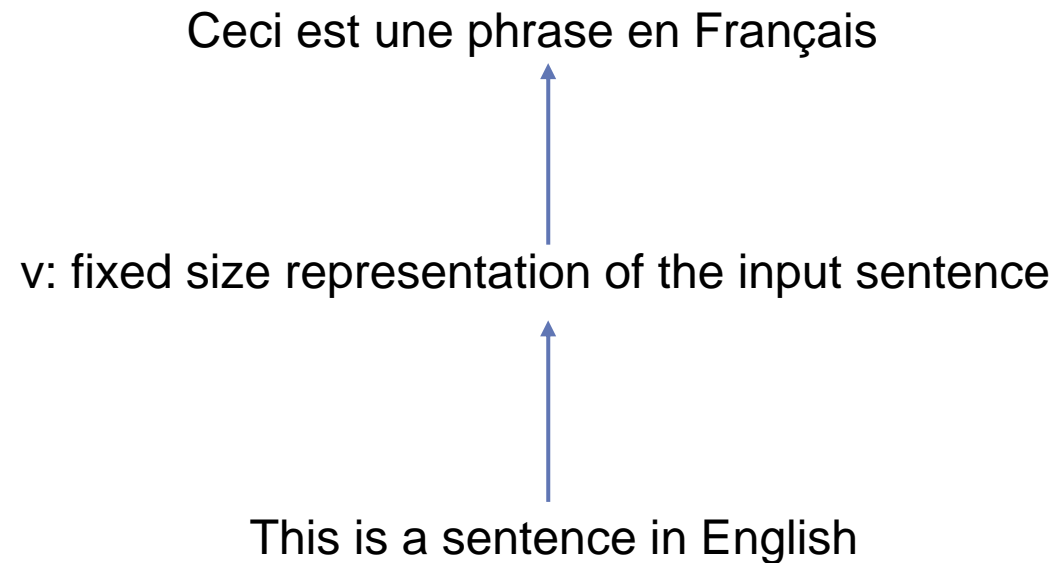 Ceci est une phrase en Français
v: fixed size representation of the input sentence
This is a sentence in English